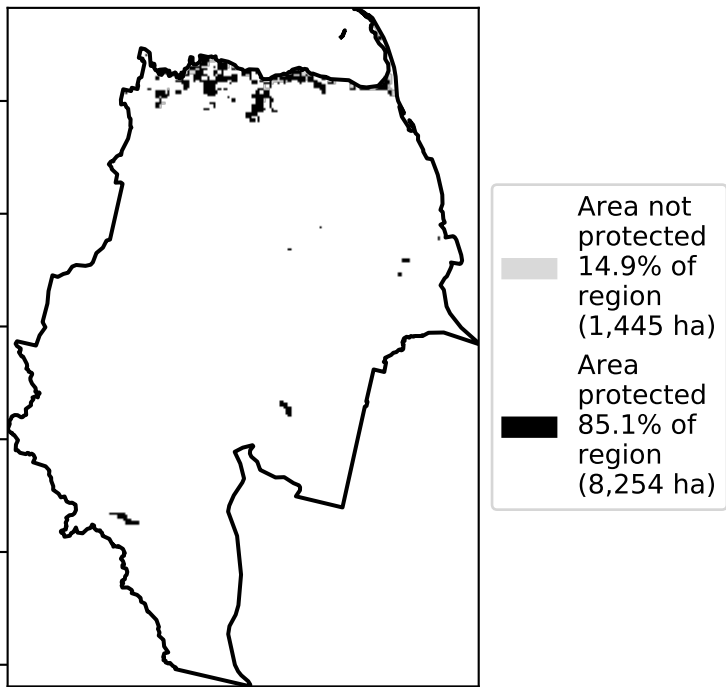 Area not
protected
14.9% of
region
(1,445 ha)
Area
protected
85.1% of
region
(8,254 ha)